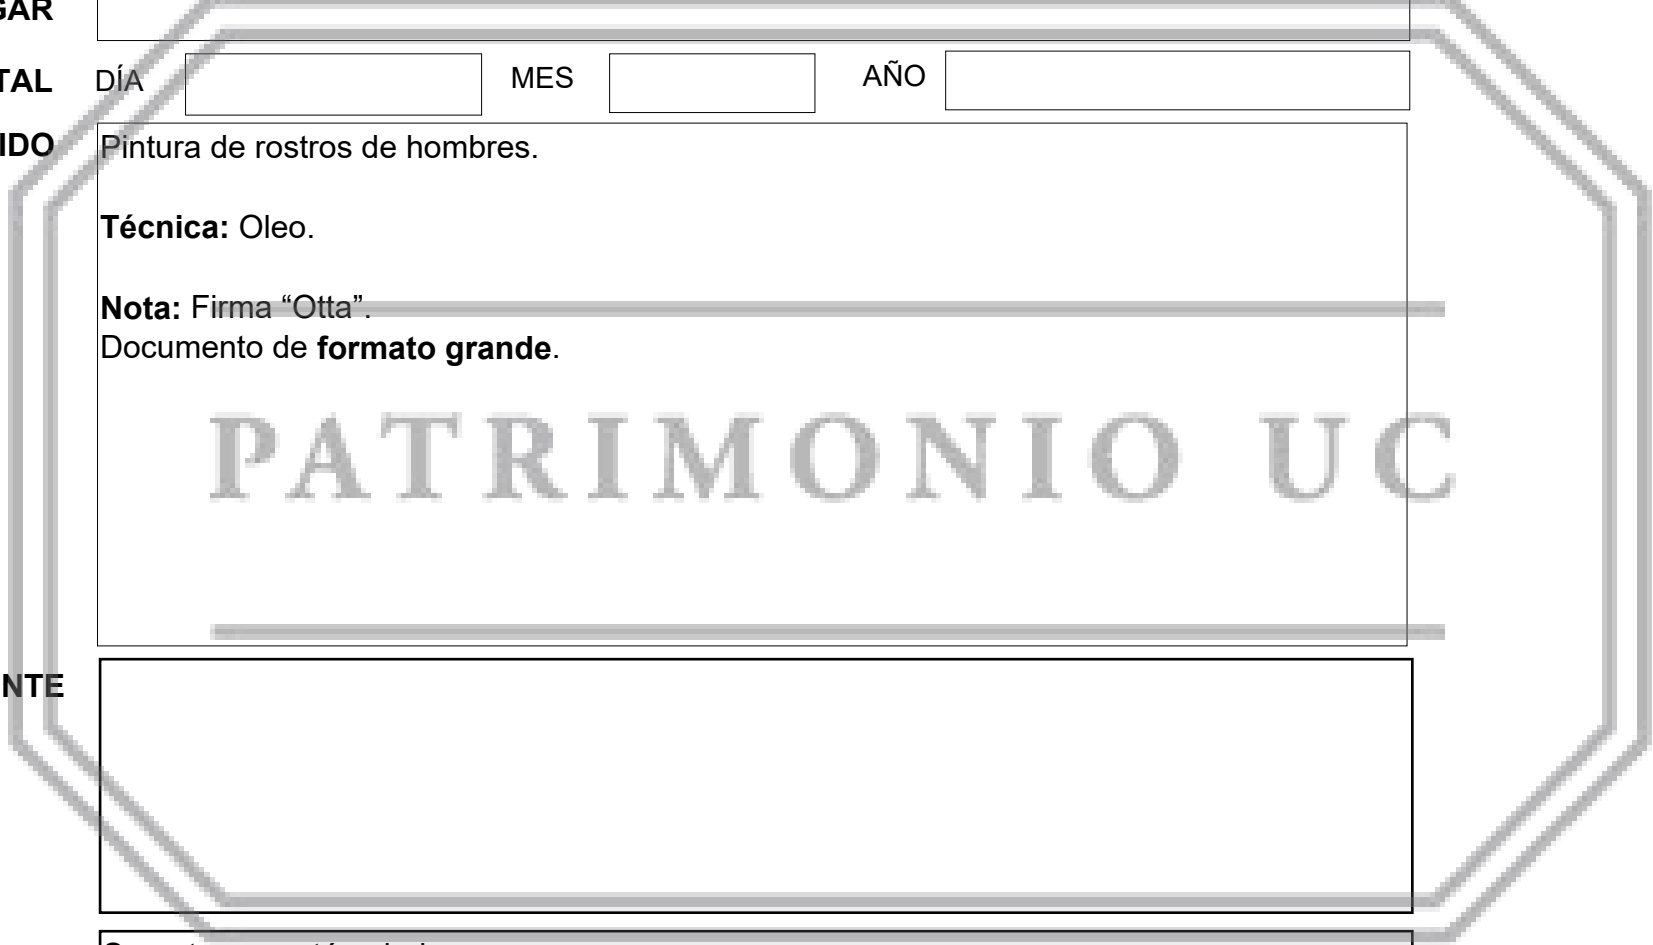 GAR
TAL DÍA MES AÑO
IDO Pintura de rostros de hombres.
Técnica: Oleo.
Nota: Firma “Otta”.
Documento de formato grande.
PATRIMONIO UC
NTE